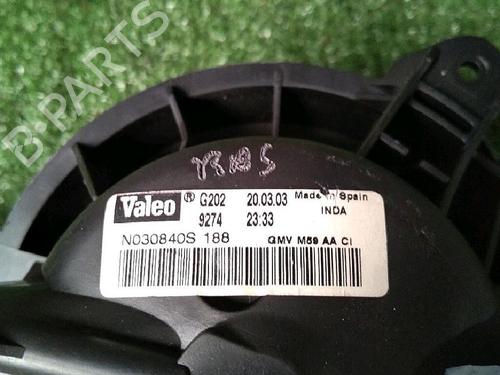 B-PARTS
Valeo ® G202 20.03.03 Made in Spain
9274 23:33 INDA
N030840S 188 GMV M59 AA CI